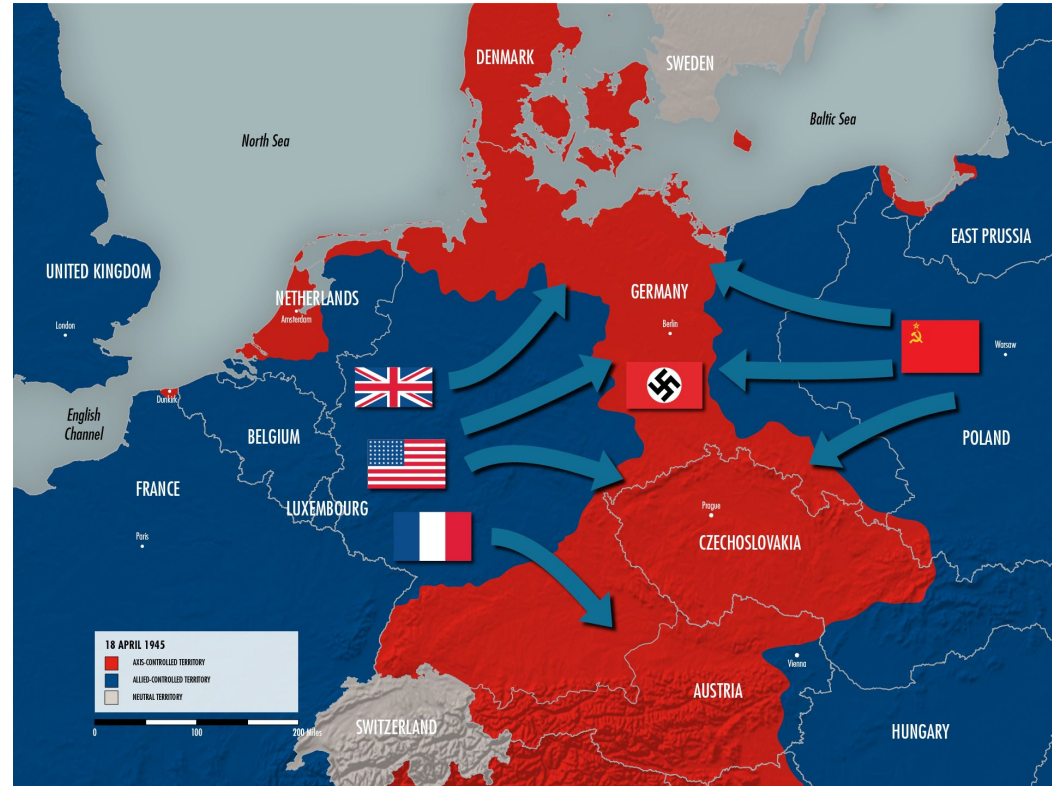 DENMARK
SWEDEN
North Sea
Baltic Sea
EAST PRUSSIA
UNITED KINGDOM
London
NETHERLANDS
Amsterdam
GERMANY
Berlin
Warsaw
Dunkirk
English
Channel
BELGIUM
POLAND
FRANCE
LUXEMBOURG
Paris
Prague
CZECHOSLOVAKIA
18 APRIL 1945
AXIS-CONTROLLED TERRITORY
ALLIED-CONTROLLED TERRITORY
NEUTRAL TERRITORY
0 100 200 Miles
Vienna
AUSTRIA
SWITZERLAND
HUNGARY